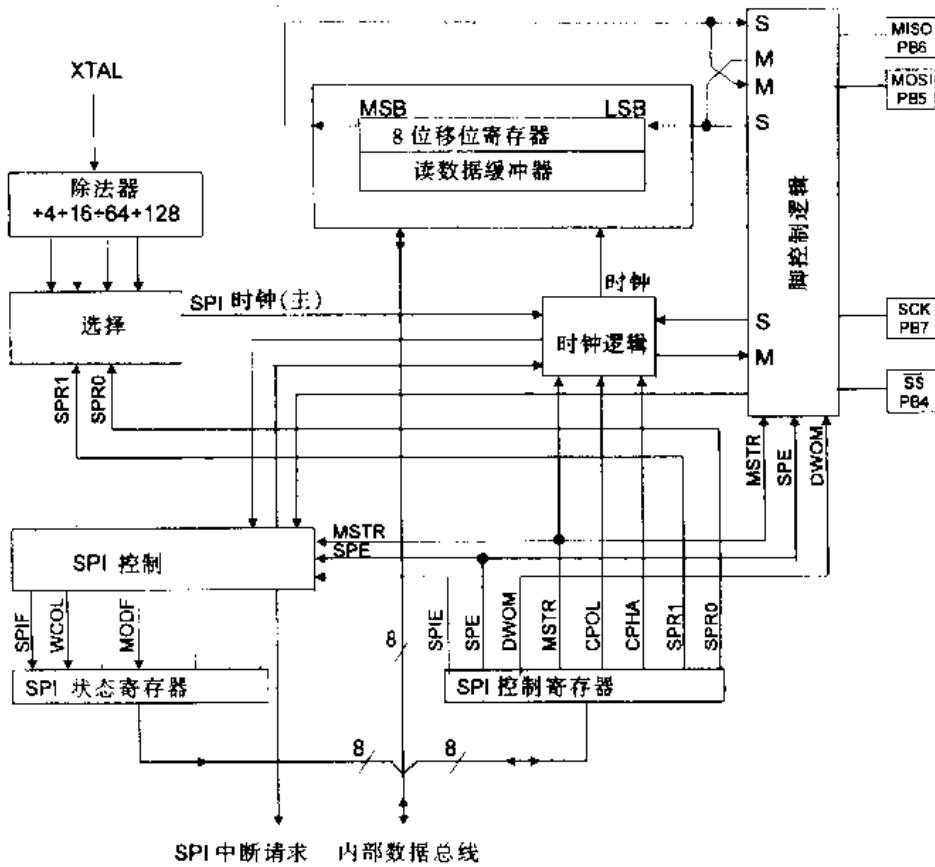 S
MISO
PB6
M
XTAL
M
MOSI
PB5
MSB
LSB
S
8 位移位寄存器
读数据缓冲器
除法器
+4÷16÷64+128
脚控制逻辑
时钟
SPI 时钟(主)
选择
时钟逻辑
S
SCK
PB7
M
SS
PB4
SPR1
SPR0
MSTR
SPE
DWOM
MSTR
SPE
SPI 控制
SPIF
WCOL
MODF
8
SPIE
SPE
DWOM
MSTR
CPOL
CPHA
SPR1
SPR0
SPI 状态寄存器
SPI 控制寄存器
8
8
SPI 中断请求
内部数据总线